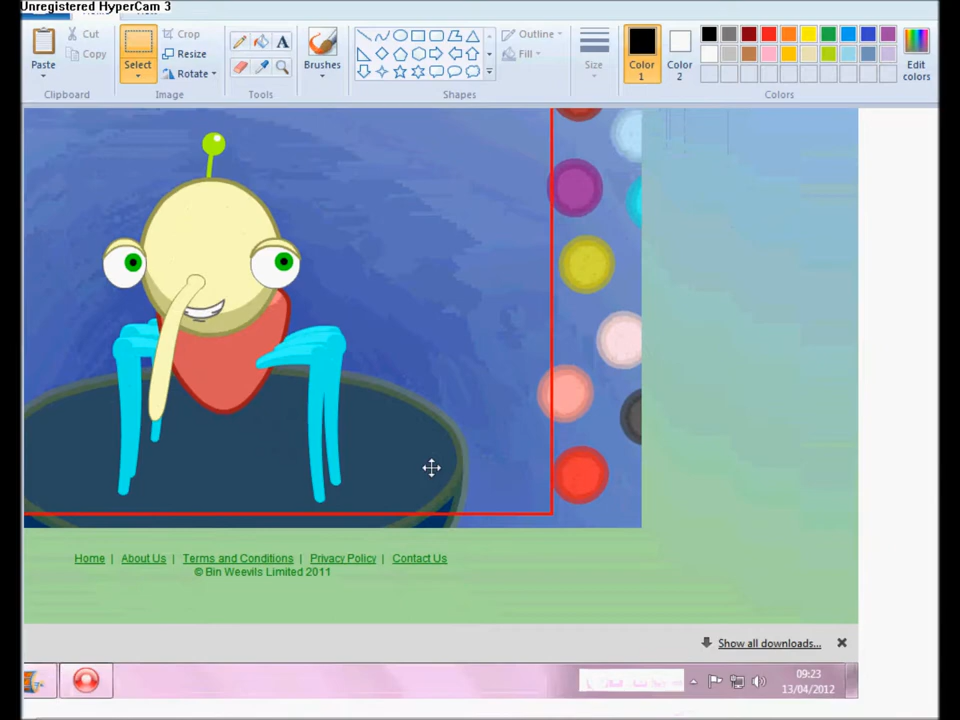 Unregistered HyperCam 3
Paste
Cut
Copy
Clipboard
Select
Crop
Resize
Rotate
Image
A
Tools
Brushes
Outline
Fill
Shapes
Size
Color 1
Color 2
Edit colors
Colors
Home | About Us | Terms and Conditions | Privacy Policy | Contact Us
© Bin Weevils Limited 2011
Show all downloads...
09:23
13/04/2012